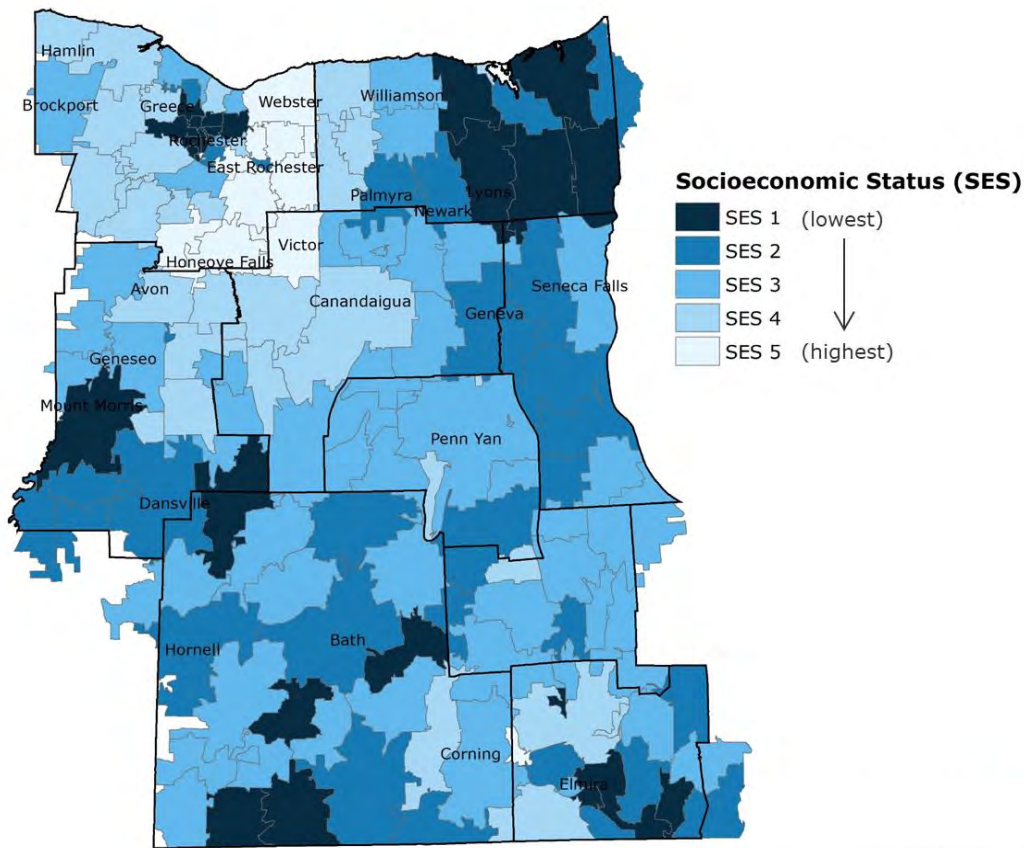 Hamlin
Brockport
Greece
Webster
Williamson
Rochester
East Rochester
Palmyra
Lyons
Newark
Honeoye Falls
Victor
Avon
Canandaigua
Geneva
Seneca Falls
Geneseo
Mount Morris
Penn Yan
Dansville
Hornell
Bath
Corning
Elmira
Socioeconomic Status (SES)
SES 1 (lowest)
SES 2
SES 3
SES 4
SES 5 (highest)